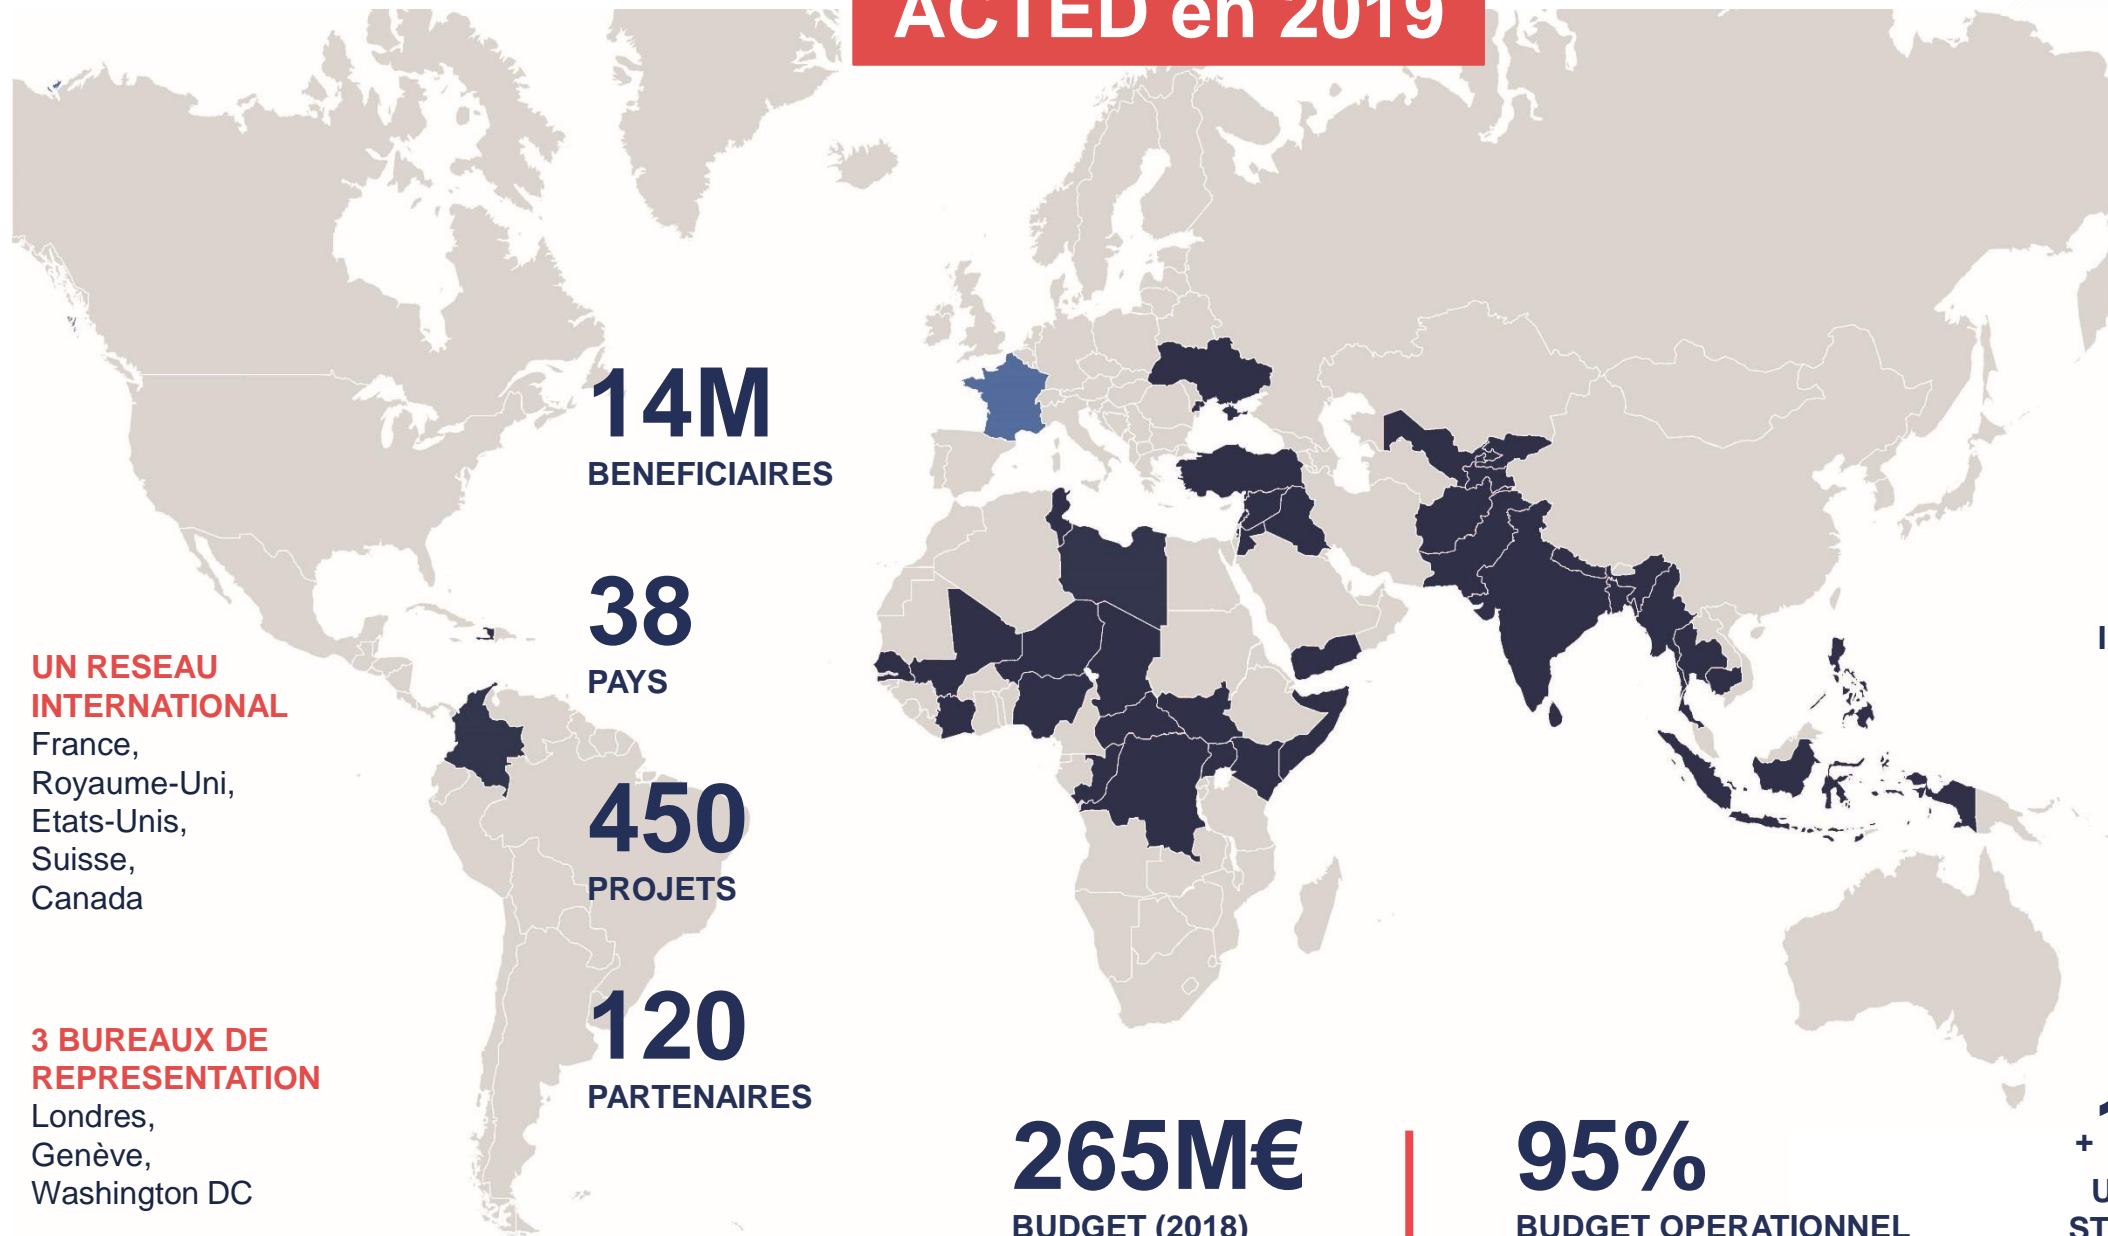 ACTED en 2019
14M
BENEFICIAIRES
38
PAYS
450
PROJETS
120
PARTENAIRES
UN RESEAU
INTERNATIONAL
France,
Royaume-Uni,
Etats-Unis,
Suisse,
Canada
3 BUREAUX DE
REPRESENTATION
Londres,
Genève,
Washington DC
265M€
BUDGET (2018)
95%
BUDGET OPERATIONNEL
+